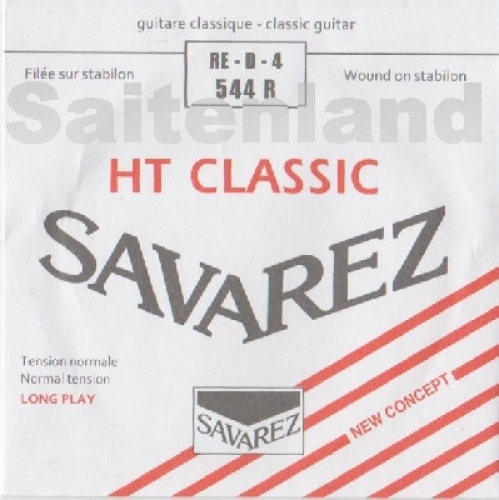 guitare classique - classic guitar
RE - D - 4
544 R
Filée sur stabilon
Wound on stabilon
Saitenland
HT CLASSIC
SAVAREZ
Tension normale
Normal tension
LONG PLAY
NEW CONCEPT
SAVAREZ